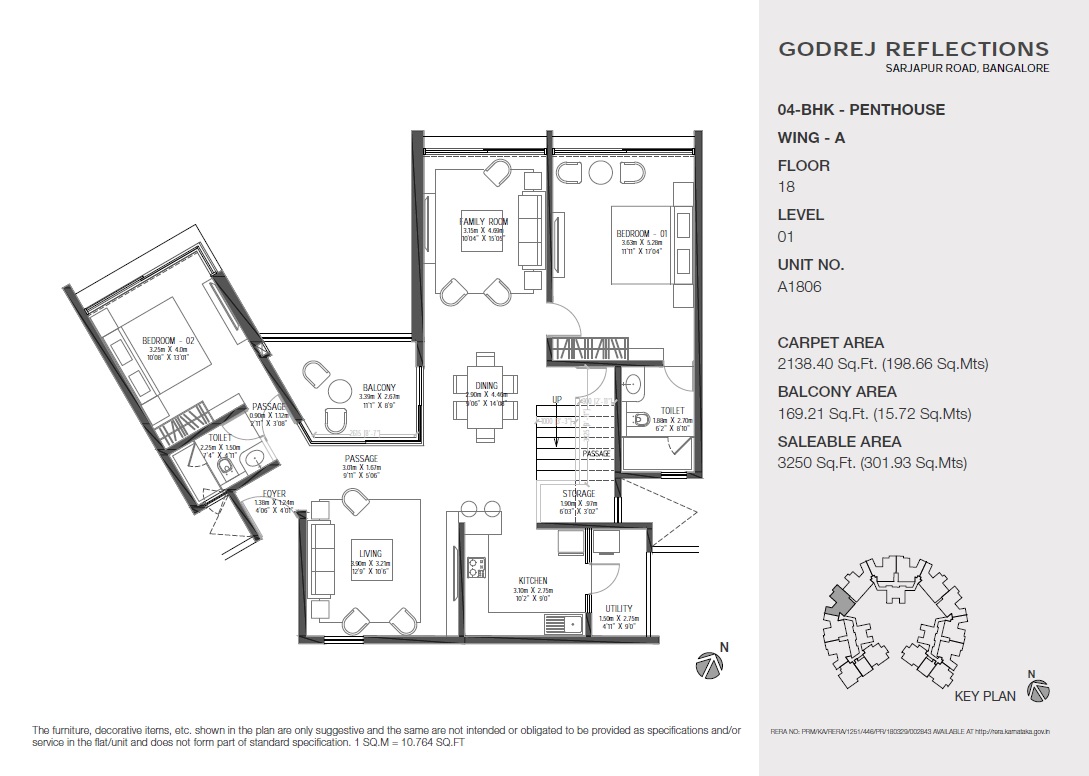 GODREJ REFLECTIONS
SARJAPUR ROAD, BANGALORE
04-BHK - PENTHOUSE
WING - A
FLOOR
18
LEVEL
01
UNIT NO.
A1806
CARPET AREA
2138.40 Sq.Ft. (198.66 Sq.Mts)
BALCONY AREA
169.21 Sq.Ft. (15.72 Sq.Mts)
SALEABLE AREA
3250 Sq.Ft. (301.93 Sq.Mts)
FAMILY ROOM
3.15m X 4.69m
10'04" X 15'05"
BEDROOM - 01
3.63m X 5.28m
11'11" X 17'04"
BEDROOM - 02
3.25m X 4.0m
10'08" X 13'01"
BALCONY
3.39m X 2.67m
11'1" X 8'9"
DINING
2.90m X 4.46m
9'06" X 14'08"
PASSAGE
0.90m X 1.12m
2'11" X 3'08"
TOILET
2.25m X 1.50m
7'4" X 4'11"
UP
TOILET
1.88m X 2.70m
6'2" X 8'10"
PASSAGE
PASSAGE
3.01m X 1.67m
9'11" X 5'06"
FOYER
1.38m X 1.24m
4'06" X 4'01"
STORAGE
1.90m X .97m
6'03" X 3'02"
LIVING
3.90m X 3.21m
12'9" X 10'6"
KITCHEN
3.10m X 2.75m
10'2" X 9'0"
UTILITY
1.50m X 2.75m
4'11" X 9'0"
N
N
KEY PLAN
The furniture, decorative items, etc. shown in the plan are only suggestive and the same are not intended or obligated to be provided as specifications and/or
service in the flat/unit and does not form part of standard specification. 1 SQ.M = 10.764 SQ.FT
RERA NO: PRM/KA/RERA/1251/446/PR/180329/002843 AVAILABLE AT http://rera.karnataka.gov.in